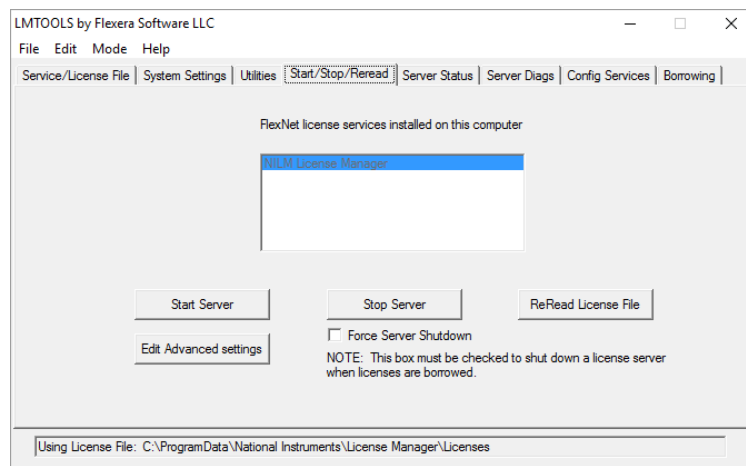 LMTOOLS by Flexera Software LLC
File Edit Mode Help
Service/License File System Settings Utilities Start/Stop/Reread Server Status Server Diags Config Services Borrowing
FlexNet license services installed on this computer
NILM License Manager
Start Server Stop Server ReRead License File
Edit Advanced settings
Force Server Shutdown
NOTE: This box must be checked to shut down a license server
when licenses are borrowed.
Using License File: C:\ProgramData\National Instruments\License Manager\Licenses